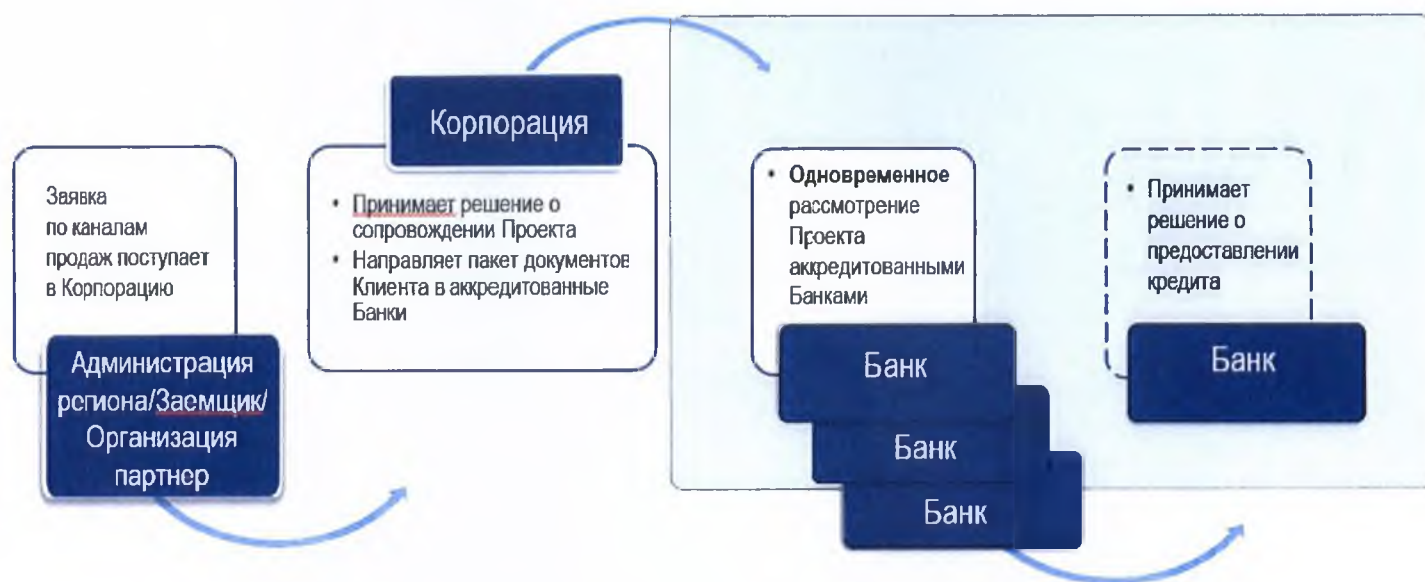 Заявка
по каналам
продаж поступает
в Корпорацию
Администрация
региона/Заемщик/
Организация
партнер
Корпорация
• Принимает решение о
сопровождении Проекта
• Направляет пакет документов
Клиента в аккредитованные
Банки
• Одновременное
рассмотрение
Проекта
аккредитованными
Банками
Банк
Банк
Банк
• Принимает
решение о
предоставлении
кредита
Банк